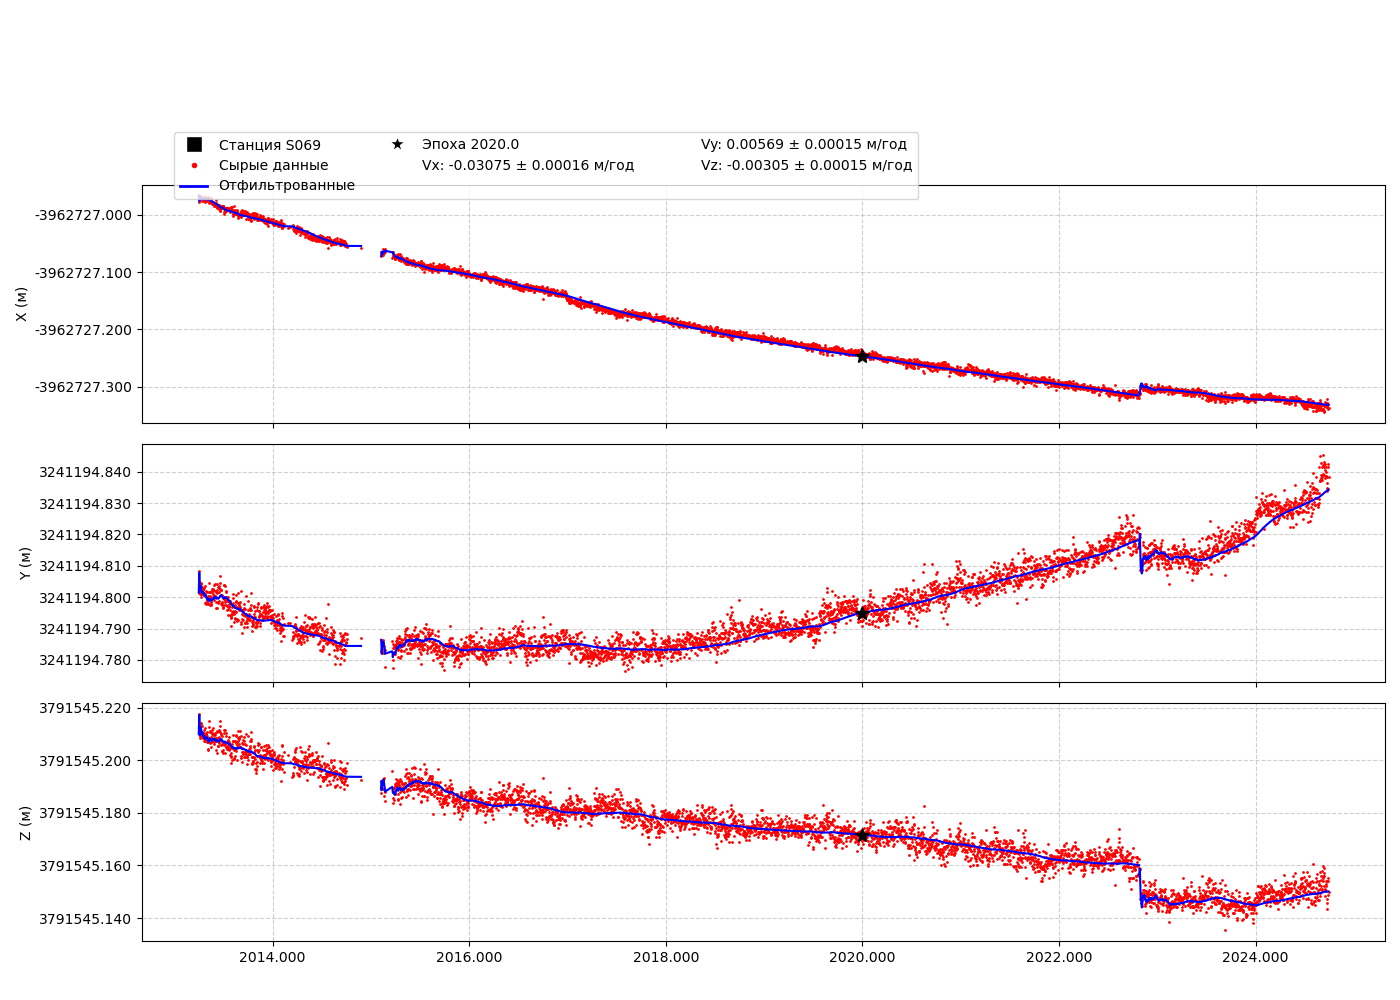 Станция S069
Сырые данные
Отфильтрованные
Эпоха 2020.0
Vx: -0.03075 ± 0.00016 м/год
Vy: 0.00569 ± 0.00015 м/год
Vz: -0.00305 ± 0.00015 м/год
X (м)
-3962727.000
-3962727.100
-3962727.200
-3962727.300
Y (м)
3241194.840
3241194.830
3241194.820
3241194.810
3241194.800
3241194.790
3241194.780
Z (м)
3791545.220
3791545.200
3791545.180
3791545.160
3791545.140
2014.000 2016.000 2018.000 2020.000 2022.000 2024.000